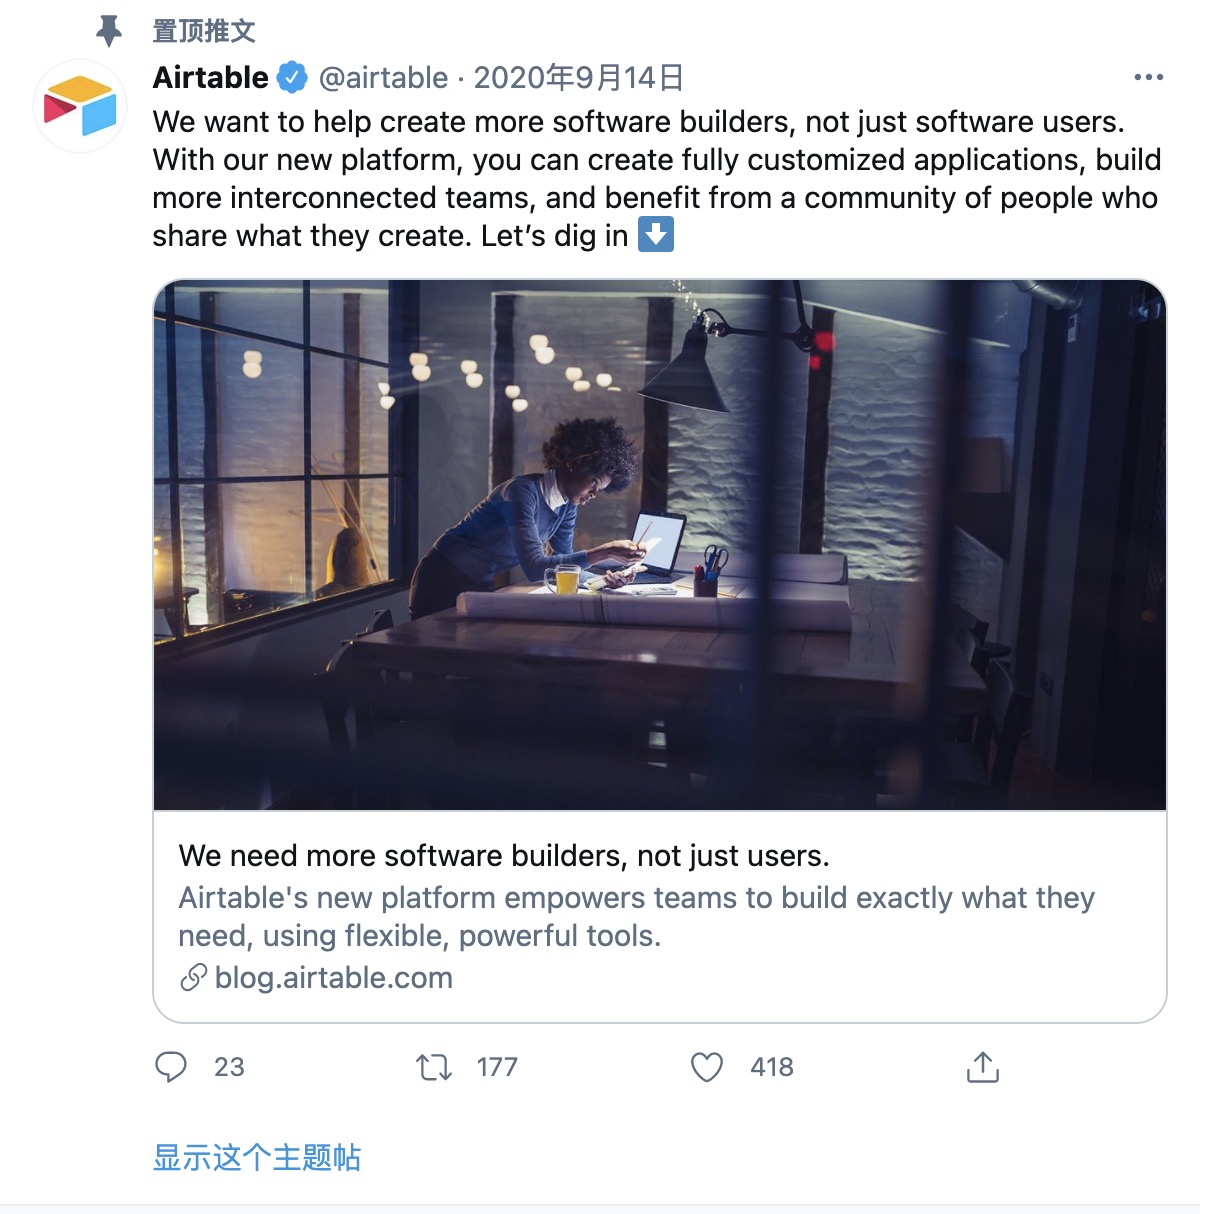 置顶推文
Airtable @airtable · 2020年9月14日
We want to help create more software builders, not just software users.
With our new platform, you can create fully customized applications, build
more interconnected teams, and benefit from a community of people who
share what they create. Let’s dig in ⬇️
We need more software builders, not just users.
Airtable's new platform empowers teams to build exactly what they
need, using flexible, powerful tools.
blog.airtable.com
23 177 418
显示这个主题帖